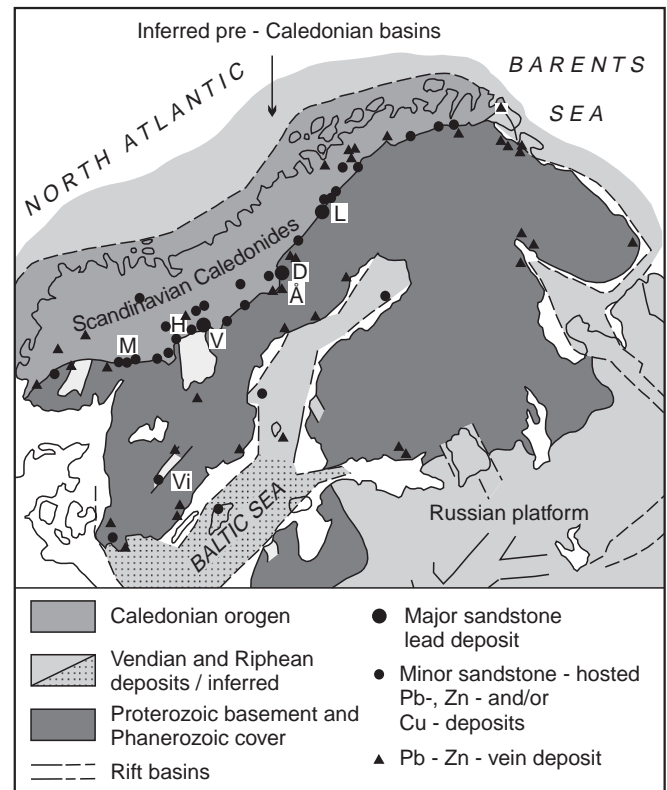 Inferred pre - Caledonian basins
NORTH ATLANTIC
BARENTS
SEA
Scandinavian Caledonides
L
D
Å
H
V
M
Vi
BALTIC SEA
Russian platform
Caledonian orogen
Vendian and Riphean
deposits / inferred
Proterozoic basement and
Phanerozoic cover
Rift basins
Major sandstone
lead deposit
Minor sandstone - hosted
Pb-, Zn - and/or
Cu - deposits
Pb - Zn - vein deposit